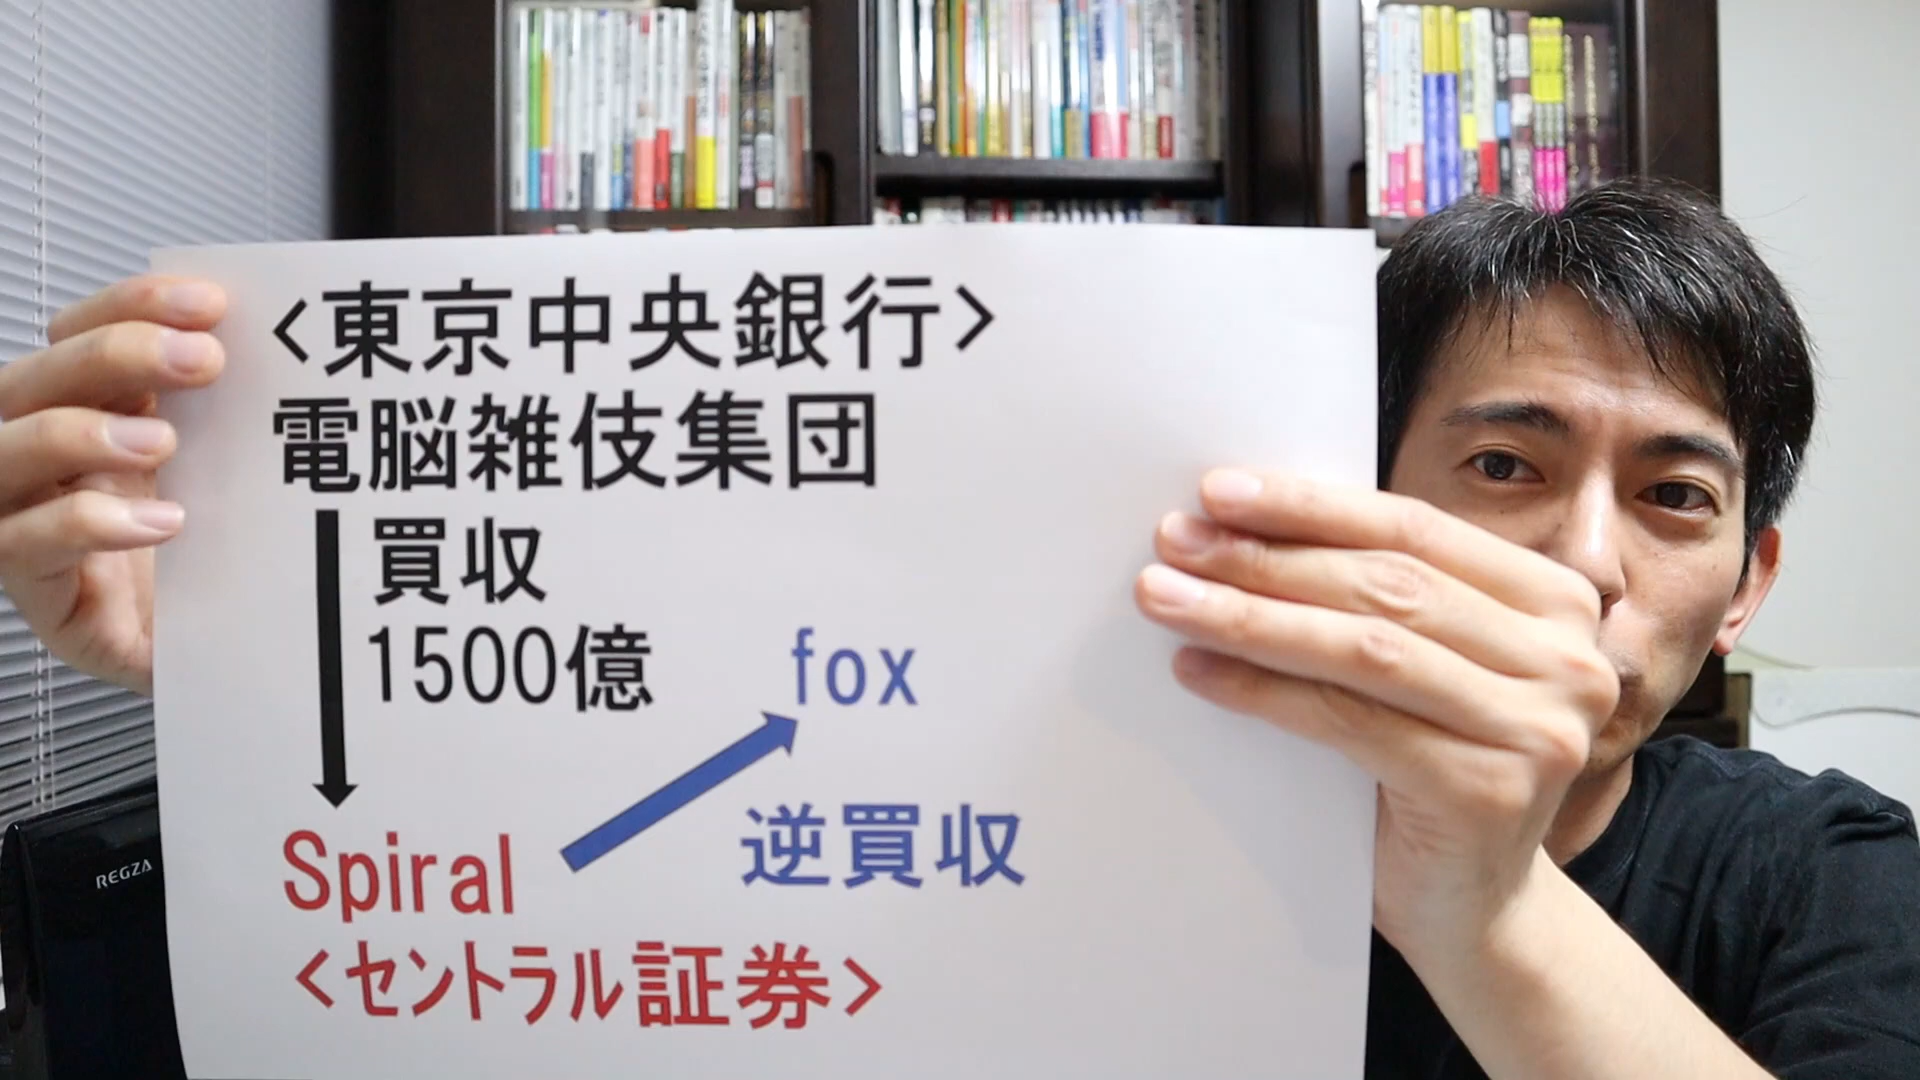 <東京中央銀行>
電脳雑伎集団
買収
1500億
fox
逆買収
Spiral
<セントラル証券>
REGZA